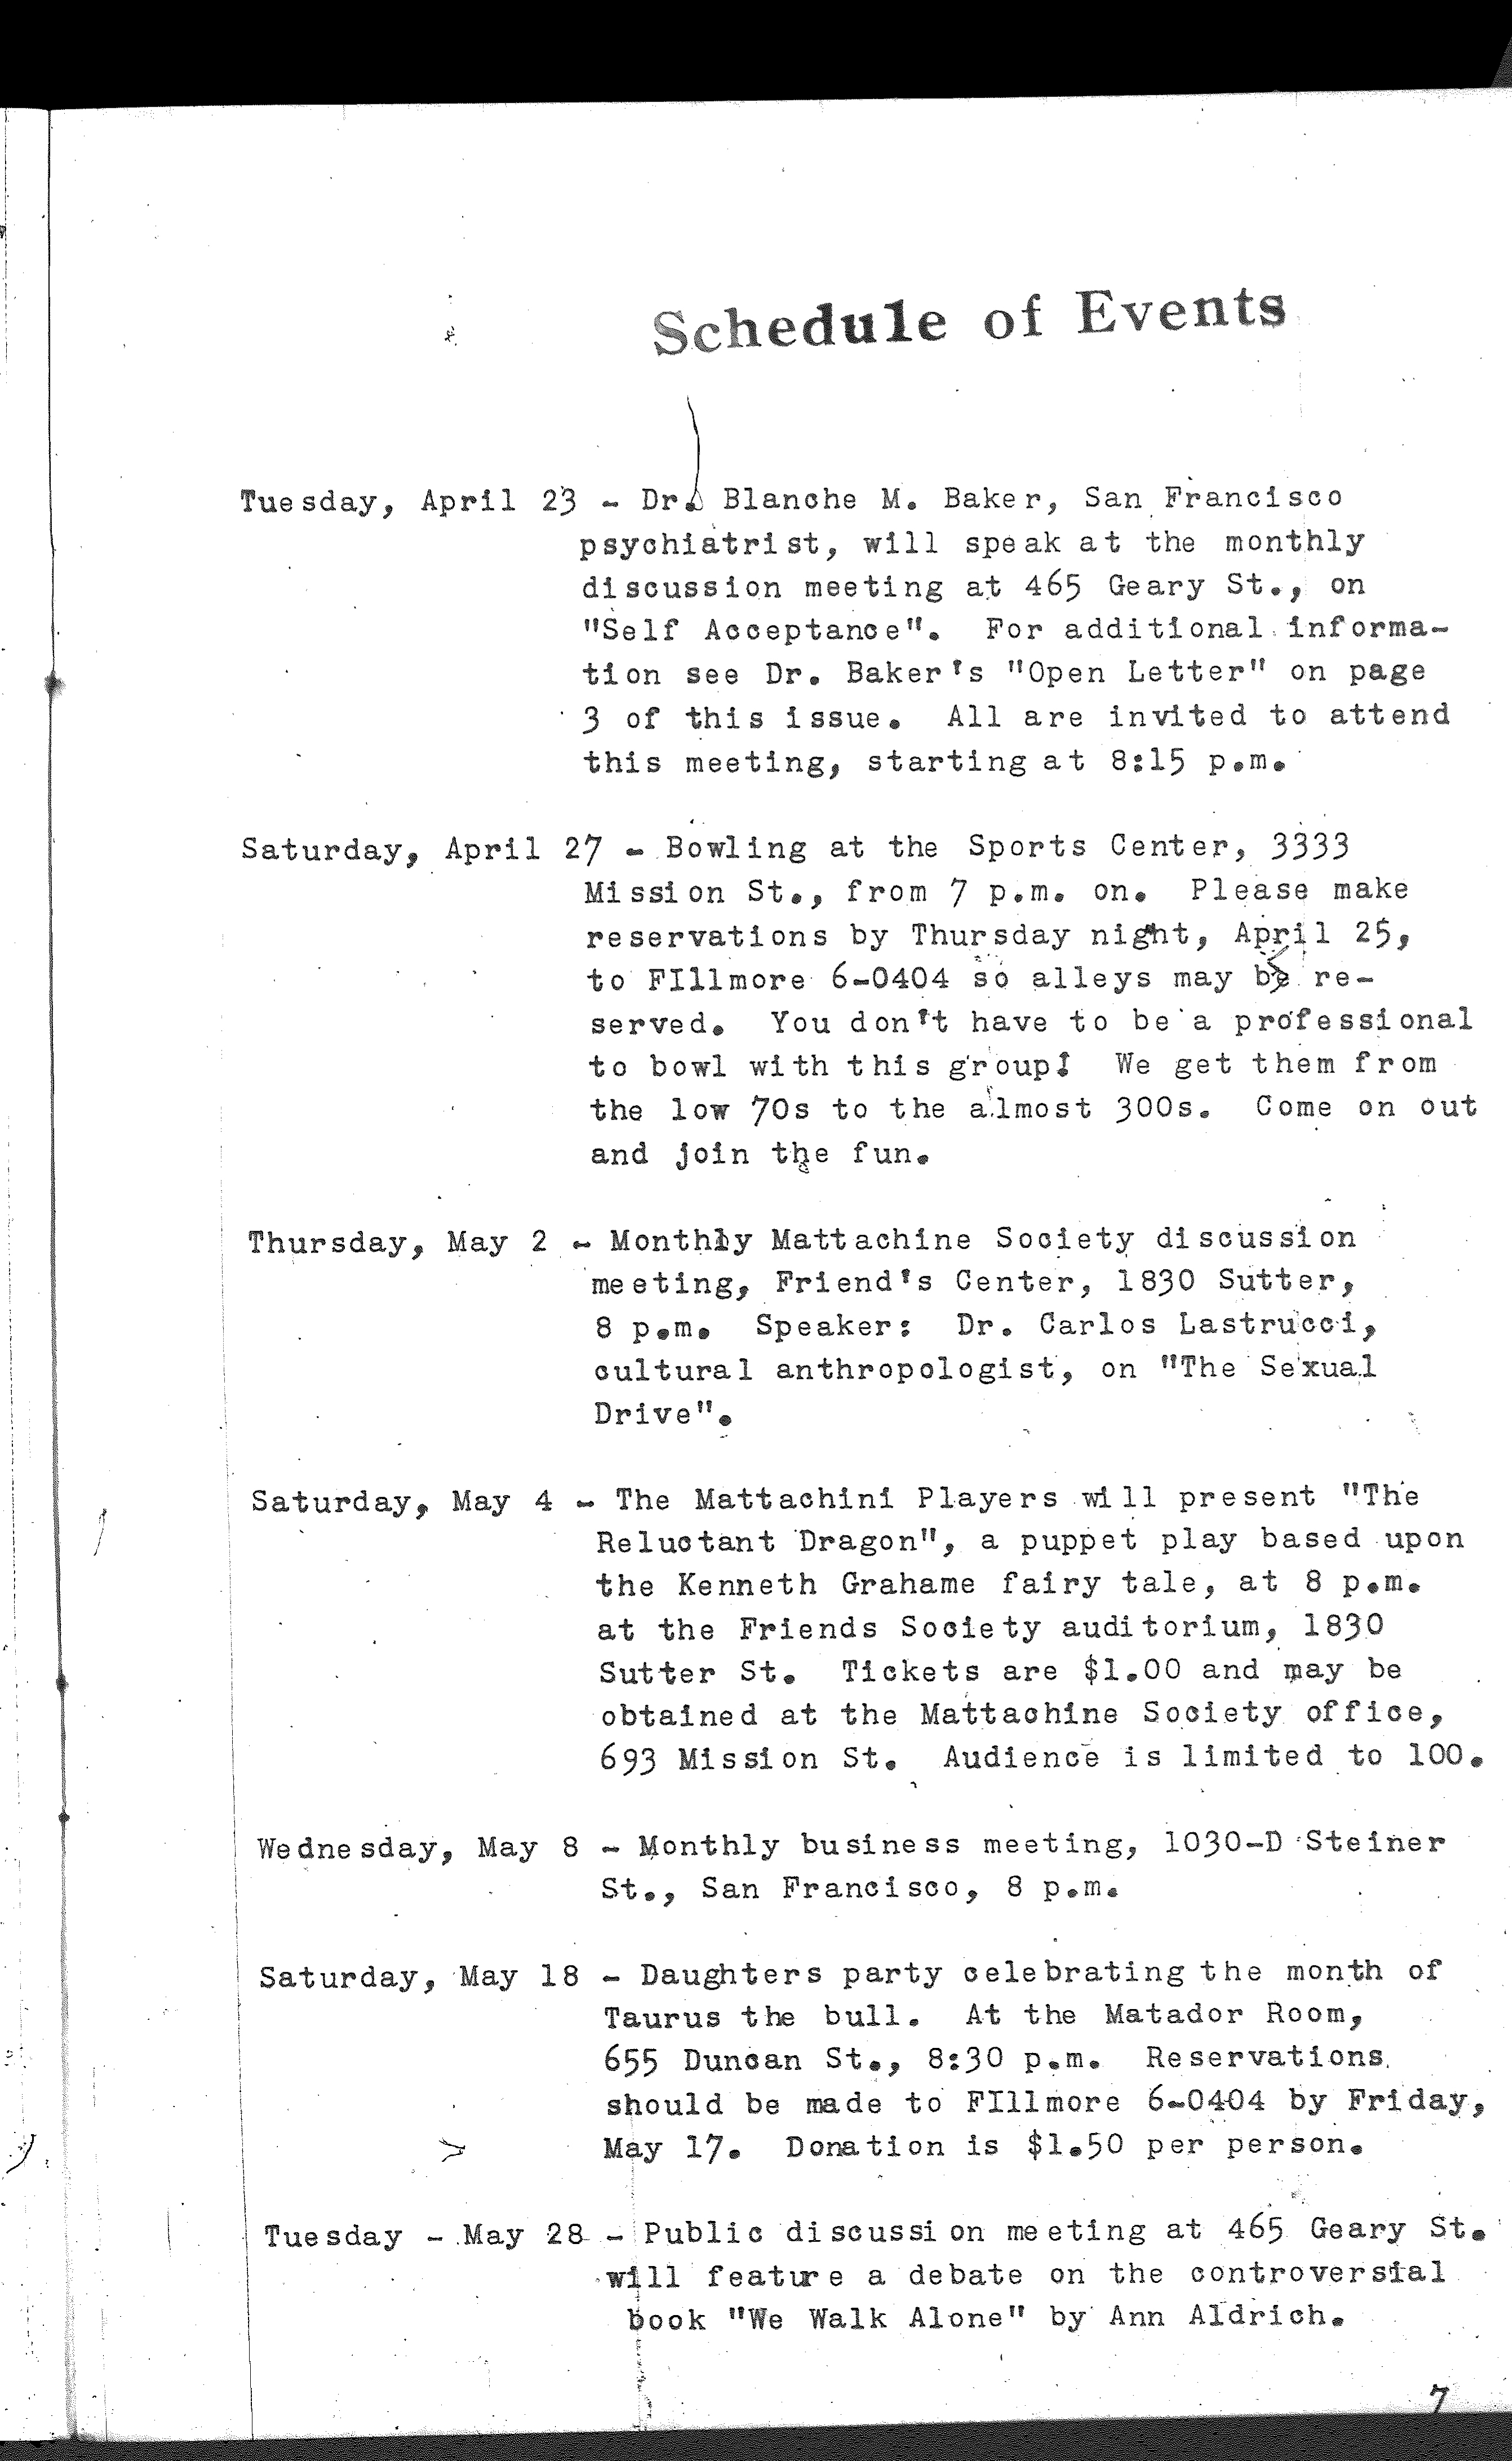 Schedule of Events
Tuesday, April 23 - Dr. Blanche M. Baker, San Francisco
psychiatrist, will speak at the monthly
discussion meeting at 465 Geary St., on
"Self Acceptance". For additional informa-
tion see Dr. Baker's "Open Letter" on page
3 of this issue. All are invited to attend
this meeting, starting at 8:15 p.m.
Saturday, April 27 - Bowling at the Sports Center, 3333
Mission St., from 7 p.m. on. Please make
reservations by Thursday night, April 25,
to FIllmore 6-0404 so alleys may be re-
served. You don't have to be a professional
to bowl with this group! We get them from
the low 70s to the almost 300s. Come on out
and join the fun.
Thursday, May 2 - Monthly Mattachine Society discussion
meeting, Friend's Center, 1830 Sutter,
8 p.m. Speaker: Dr. Carlos Lastrucci,
cultural anthropologist, on "The Sexual
Drive".
Saturday, May 4 - The Mattachini Players will present "The
Reluctant Dragon", a puppet play based upon
the Kenneth Grahame fairy tale, at 8 p.m.
at the Friends Society auditorium, 1830
Sutter St. Tickets are $1.00 and may be
obtained at the Mattachine Society office,
693 Mission St. Audience is limited to 100.
Wednesday, May 8 - Monthly business meeting, 1030-D Steiner
St., San Francisco, 8 p.m.
Saturday, May 18 - Daughters party celebrating the month of
Taurus the bull. At the Matador Room,
655 Duncan St., 8:30 p.m. Reservations
should be made to FIllmore 6-0404 by Friday,
May 17. Donation is $1.50 per person.
Tuesday - May 28 - Public discussion meeting at 465 Geary St.
will feature a debate on the controversial
book "We Walk Alone" by Ann Aldrich.
7